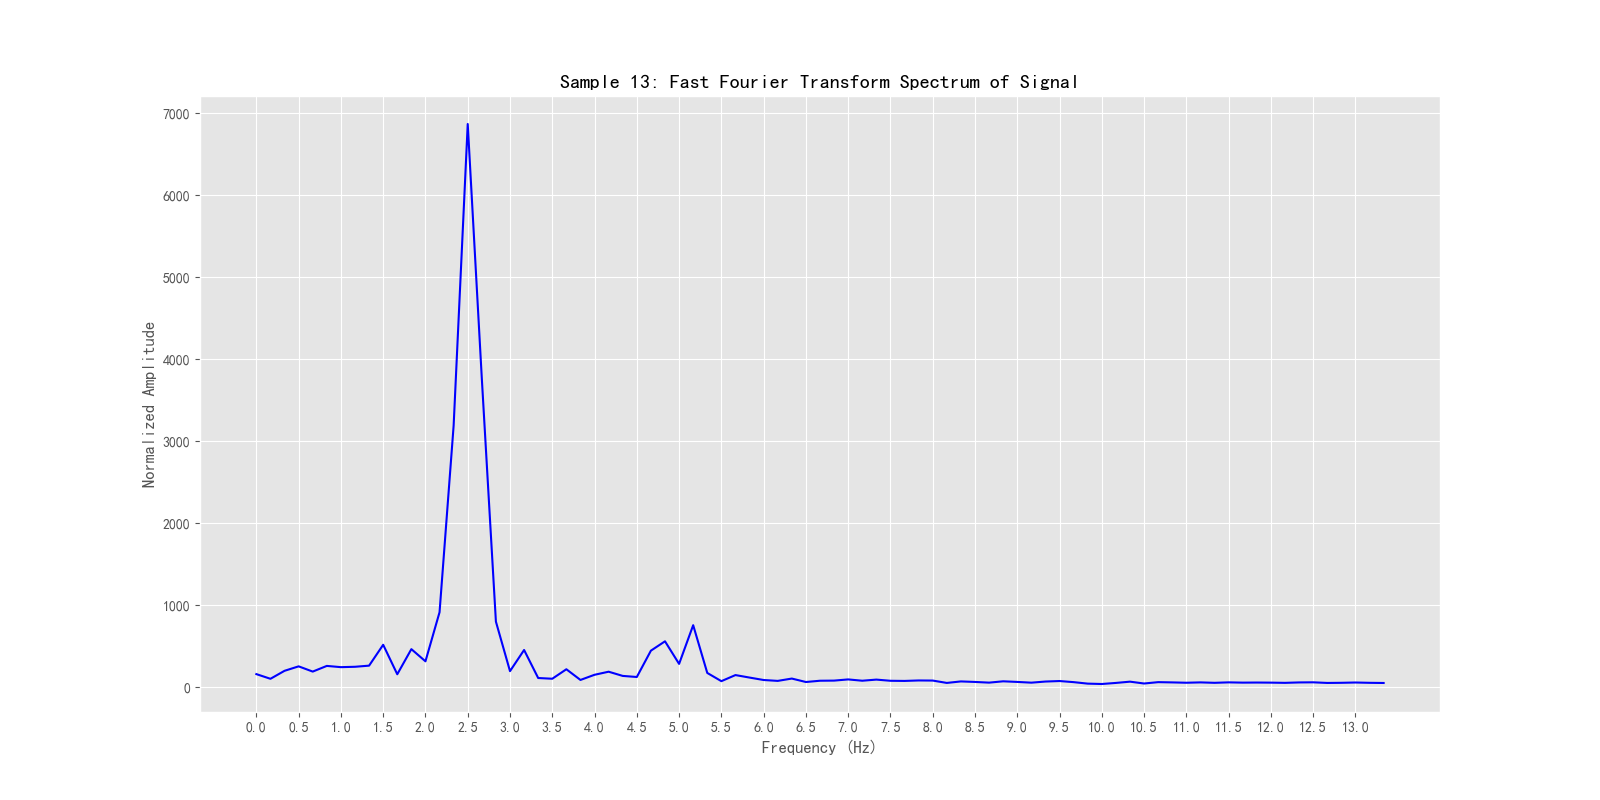 Sample 13: Fast Fourier Transform Spectrum of Signal
7000
6000
5000
4000
3000
2000
1000
0
Normalized Amplitude
0.0 0.5 1.0 1.5 2.0 2.5 3.0 3.5 4.0 4.5 5.0 5.5 6.0 6.5 7.0 7.5 8.0 8.5 9.0 9.5 10.0 10.5 11.0 11.5 12.0 12.5 13.0
Frequency (Hz)